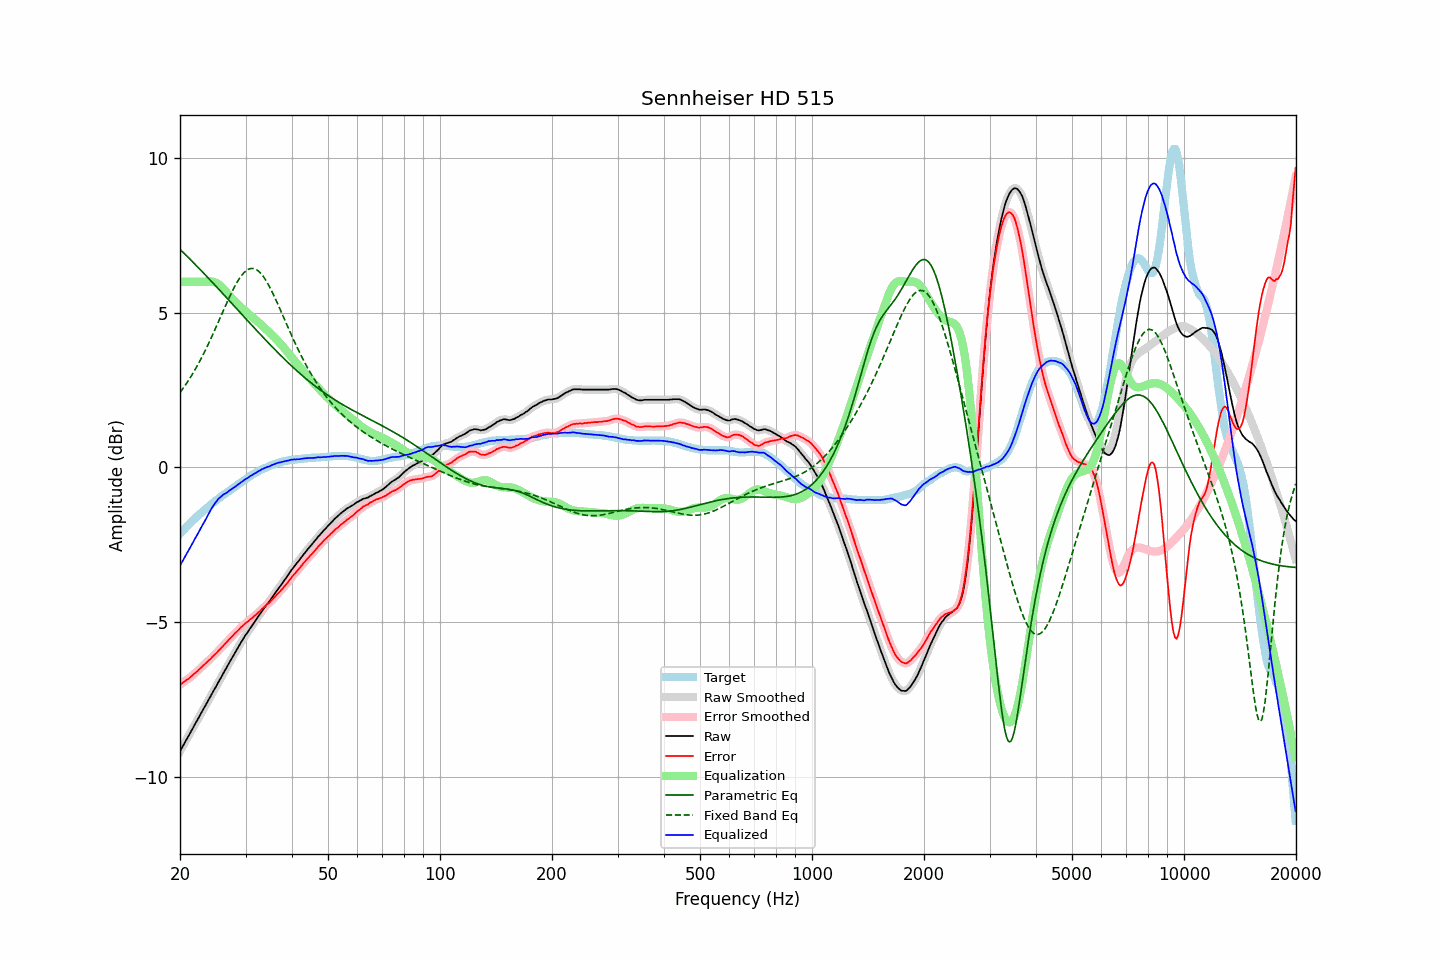 Sennheiser HD 515
10
5
0
−5
−10
Amplitude (dBr)
20
50
100
200
500
1000
2000
5000
10000
20000
Frequency (Hz)
Target
Raw Smoothed
Error Smoothed
Raw
Error
Equalization
Parametric Eq
Fixed Band Eq
Equalized